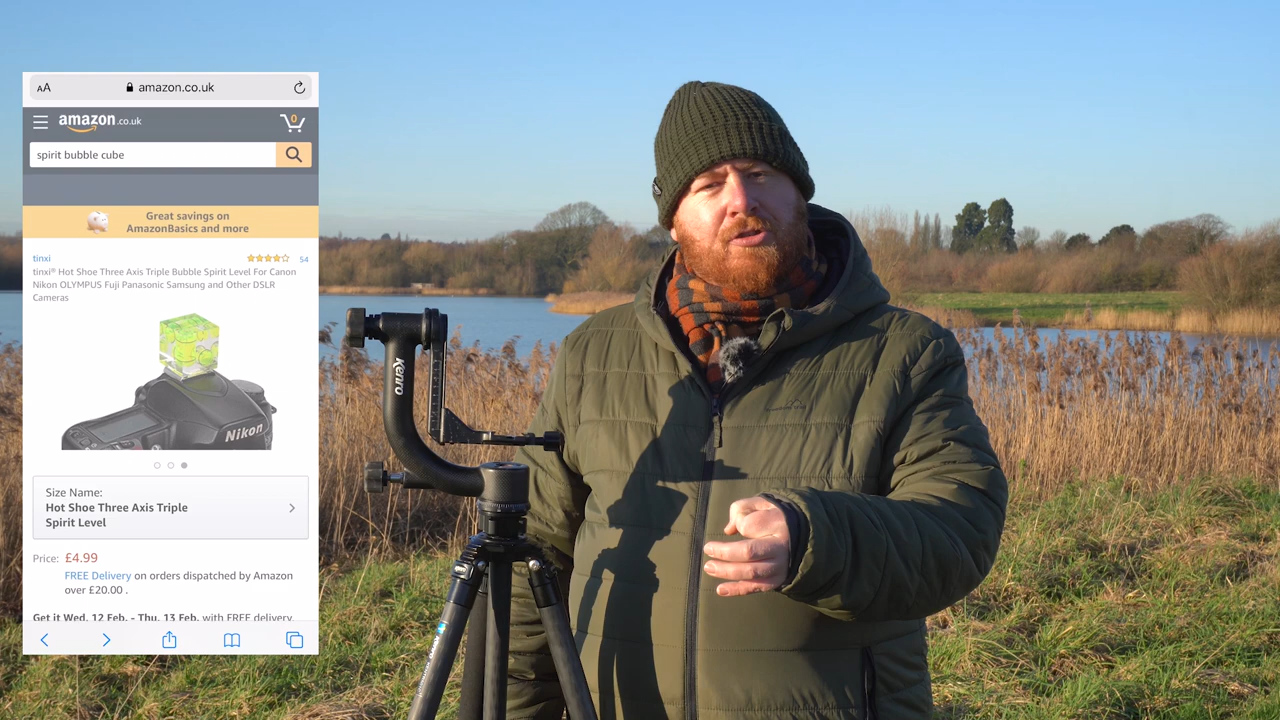 AA amazon.co.uk
amazon.co.uk
0
spirit bubble cube
Great savings on
AmazonBasics and more
tinxi 54
tinxi® Hot Shoe Three Axis Triple Bubble Spirit Level For Canon
Nikon OLYMPUS Fuji Panasonic Samsung and Other DSLR
Cameras
Nikon
Size Name:
Hot Shoe Three Axis Triple
Spirit Level
Price: £4.99
FREE Delivery on orders dispatched by Amazon
over £20.00 .
Get it Wed, 12 Feb. - Thu, 13 Feb. with FREE delivery,
Kenro